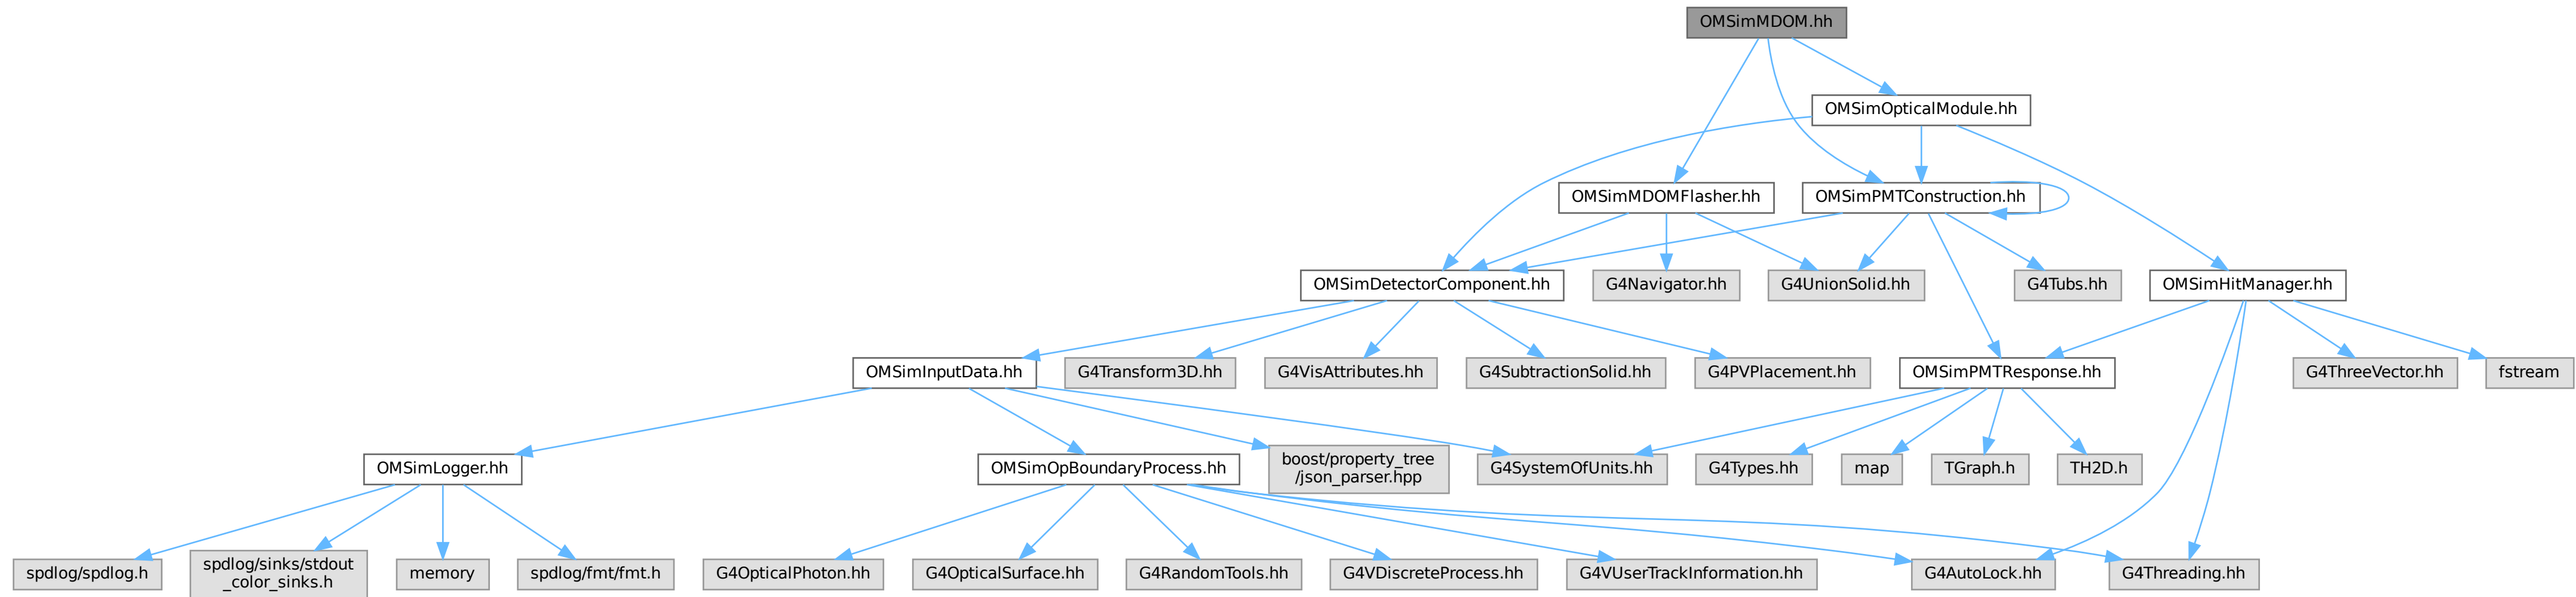 OMSimMDOM.hh
OMSimOpticalModule.hh
OMSimMDOMFlasher.hh
OMSimPMTConstruction.hh
OMSimDetectorComponent.hh
G4Navigator.hh
G4UnionSolid.hh
G4Tubs.hh
OMSimHitManager.hh
OMSimInputData.hh
G4Transform3D.hh
G4VisAttributes.hh
G4SubtractionSolid.hh
G4PVPlacement.hh
OMSimPMTResponse.hh
G4ThreeVector.hh
fstream
OMSimLogger.hh
OMSimOpBoundaryProcess.hh
boost/property_tree
/json_parser.hpp
G4SystemOfUnits.hh
G4Types.hh
map
TGraph.h
TH2D.h
spdlog/spdlog.h
spdlog/sinks/stdout
_color_sinks.h
memory
spdlog/fmt/fmt.h
G4OpticalPhoton.hh
G4OpticalSurface.hh
G4RandomTools.hh
G4VDiscreteProcess.hh
G4VUserTrackInformation.hh
G4AutoLock.hh
G4Threading.hh